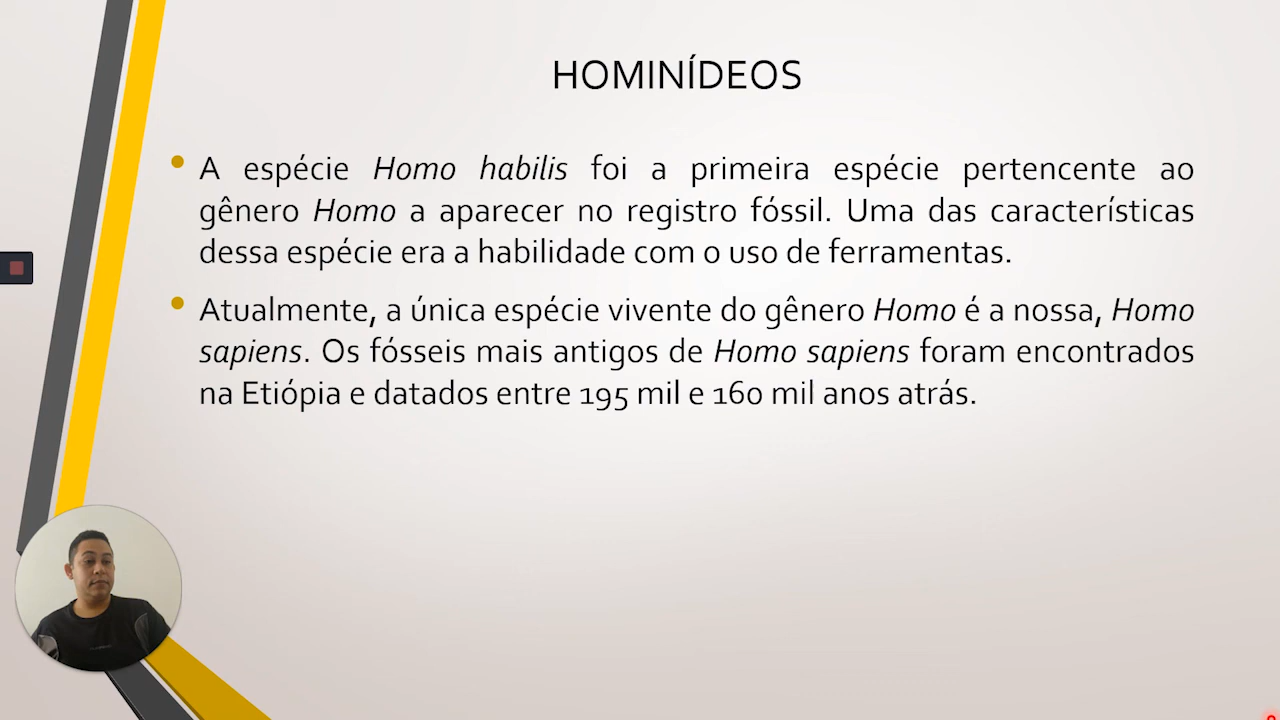 HOMINÍDEOS
• A espécie Homo habilis foi a primeira espécie pertencente ao
gênero Homo a aparecer no registro fóssil. Uma das características
dessa espécie era a habilidade com o uso de ferramentas.
• Atualmente, a única espécie vivente do gênero Homo é a nossa, Homo
sapiens. Os fósseis mais antigos de Homo sapiens foram encontrados
na Etiópia e datados entre 195 mil e 160 mil anos atrás.